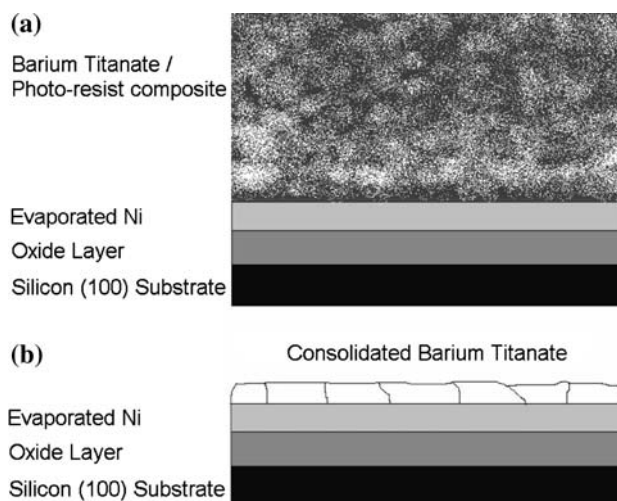 (a)
Barium Titanate /
Photo-resist composite
Evaporated Ni
Oxide Layer
Silicon (100) Substrate
(b)
Consolidated Barium Titanate
Evaporated Ni
Oxide Layer
Silicon (100) Substrate